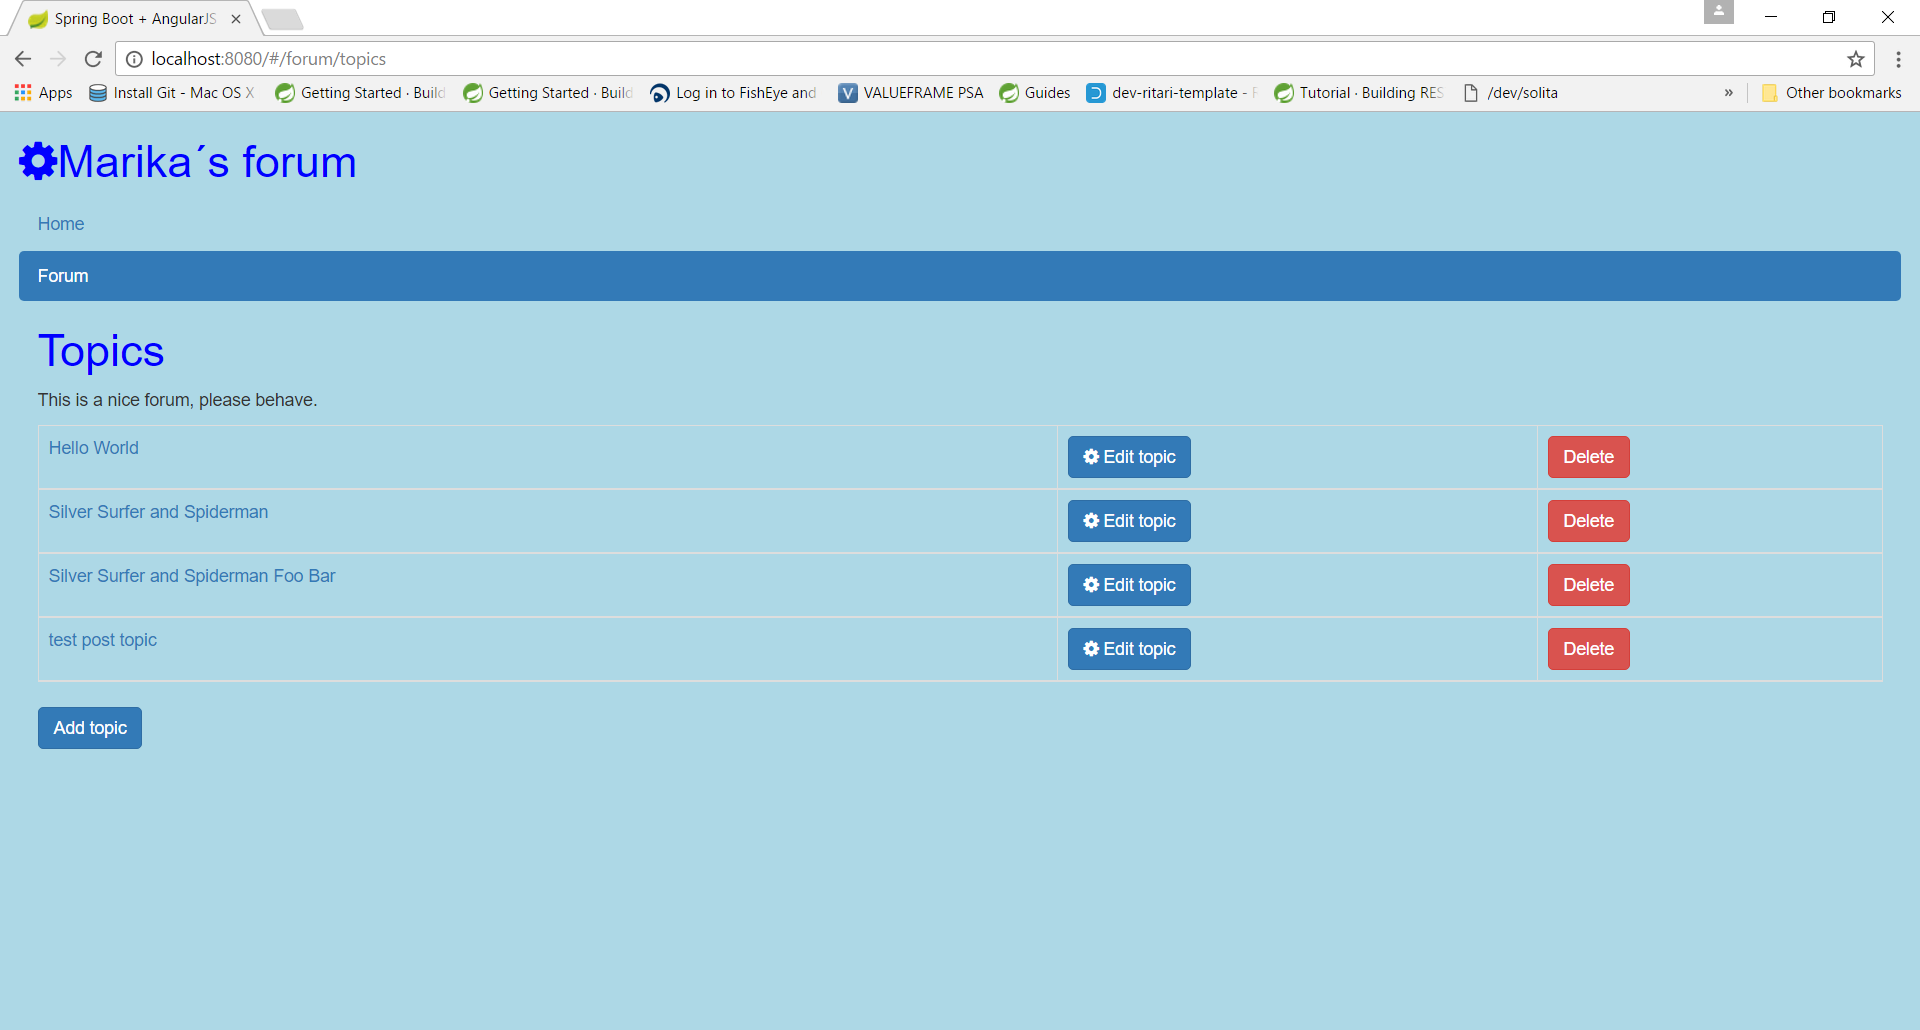 Spring Boot + AngularJS
localhost:8080/#/forum/topics
Apps Install Git - Mac OS X Getting Started · Build Getting Started · Build Log in to FishEye and VALUEFRAME PSA Guides dev-ritari-template - Tutorial · Building RES /dev/solita » Other bookmarks
Marika´s forum
Home
Forum
Topics
This is a nice forum, please behave.
Hello World Edit topic Delete
Silver Surfer and Spiderman Edit topic Delete
Silver Surfer and Spiderman Foo Bar Edit topic Delete
test post topic Edit topic Delete
Add topic